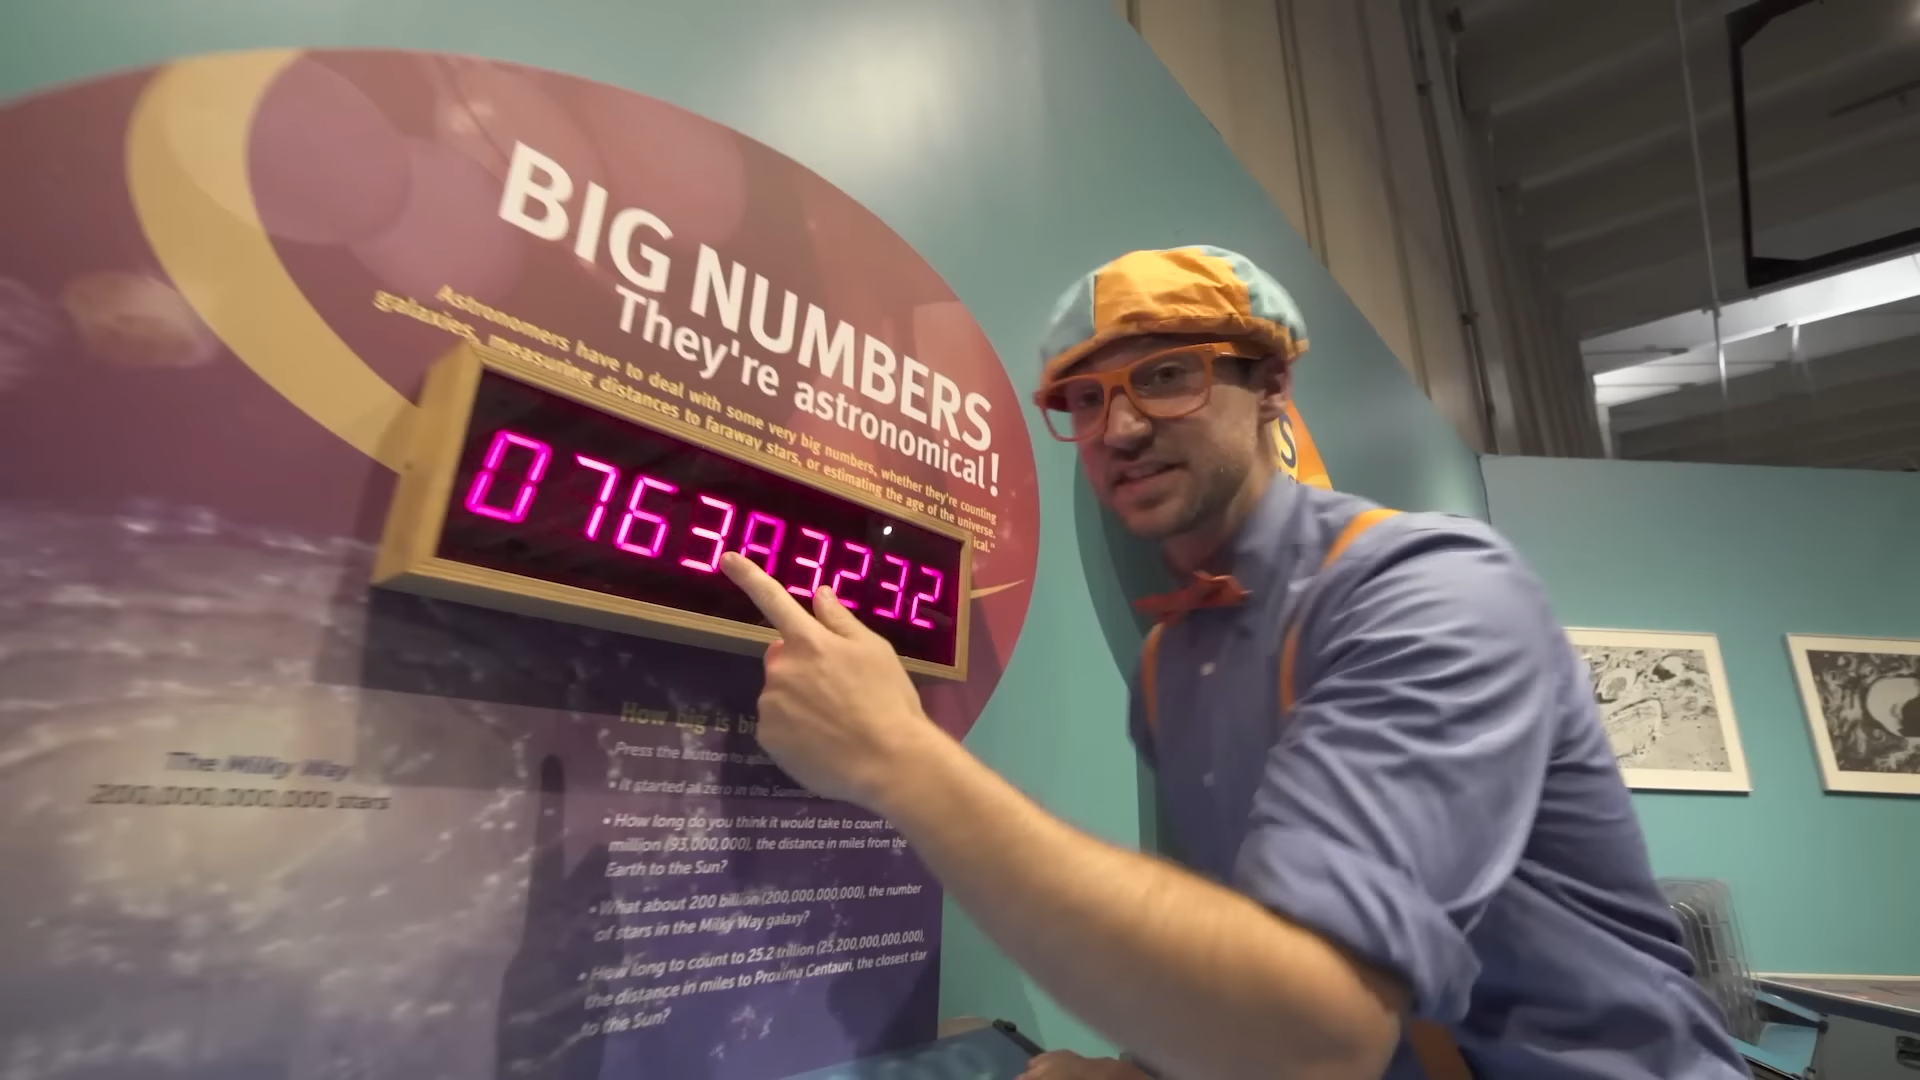 BIG NUMBERS
They're astronomical!
Astronomers have to deal with some very big numbers, whether they're counting
galaxies, measuring distances to faraway stars, or estimating the age of the universe.
ical."
How big is
Press the button to
• It started at zero in the
• How long do you think it would take to count
million (93,000,000), the distance in miles from the
Earth to the Sun?
• What about 200 billion (200,000,000,000), the number
of stars in the Milky Way galaxy?
• How long to count to 25.2 trillion (25,200,000,000,000),
the distance in miles to Proxima Centauri, the closest star
to the Sun?
The Milky Way
200,000,000,000 stars
S